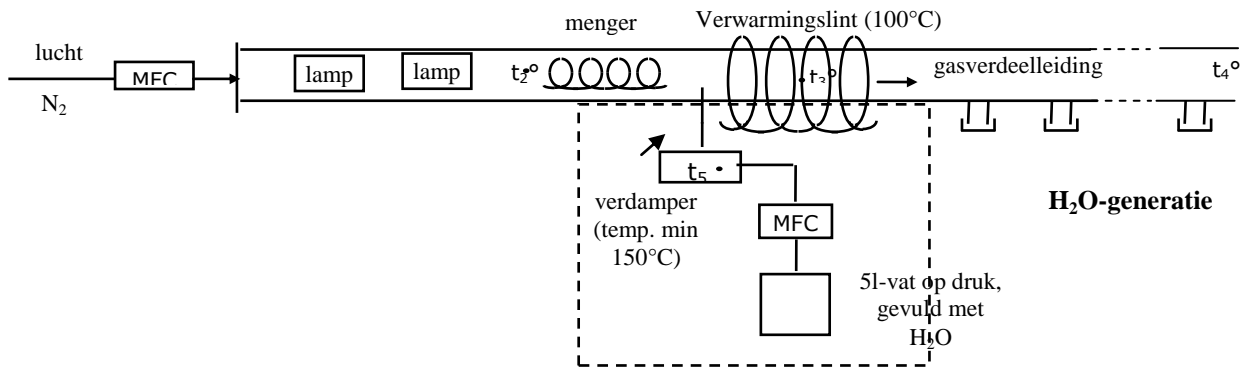 menger
Verwarmingslint (100°C)
lucht
MFC
N₂
lamp
lamp
t₂°
t₃°
gasverdeelleiding
t₄°
t₅
verdamper
(temp. min
150°C)
MFC
H₂O-generatie
5l-vat op druk,
gevuld met
H₂O